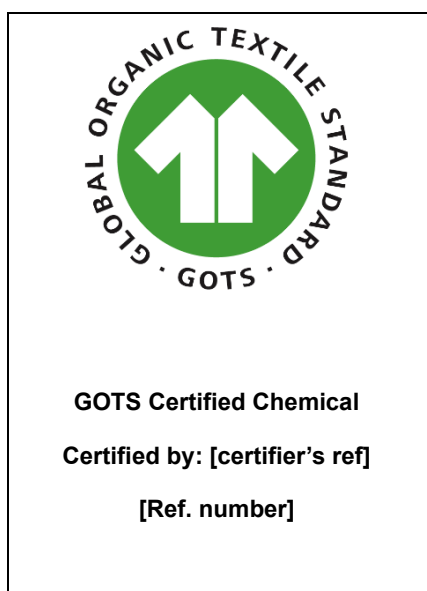 GLOBAL ORGANIC TEXTILE STANDARD
· GOTS ·
GOTS Certified Chemical
Certified by: [certifier’s ref]
[Ref. number]